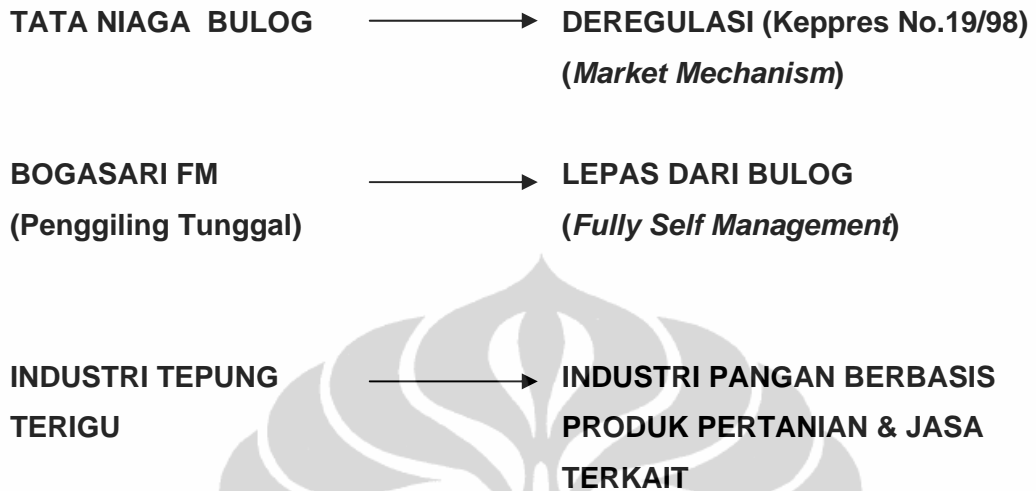 TATA NIAGA BULOG → DEREGULASI (Keppres No.19/98)
(Market Mechanism)
BOGASARI FM → LEPAS DARI BULOG
(Penggiling Tunggal) (Fully Self Management)
INDUSTRI TEPUNG → INDUSTRI PANGAN BERBASIS
TERIGU PRODUK PERTANIAN & JASA
TERKAIT